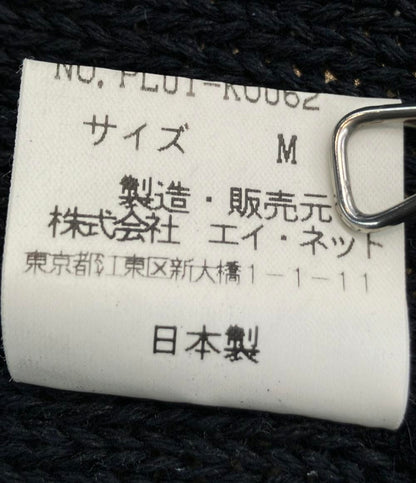 NO. PL01-K0062
サイズ M
製造・販売元
株式会社 エイ・ネット
東京都江東区新大橋1-1-11
日本製